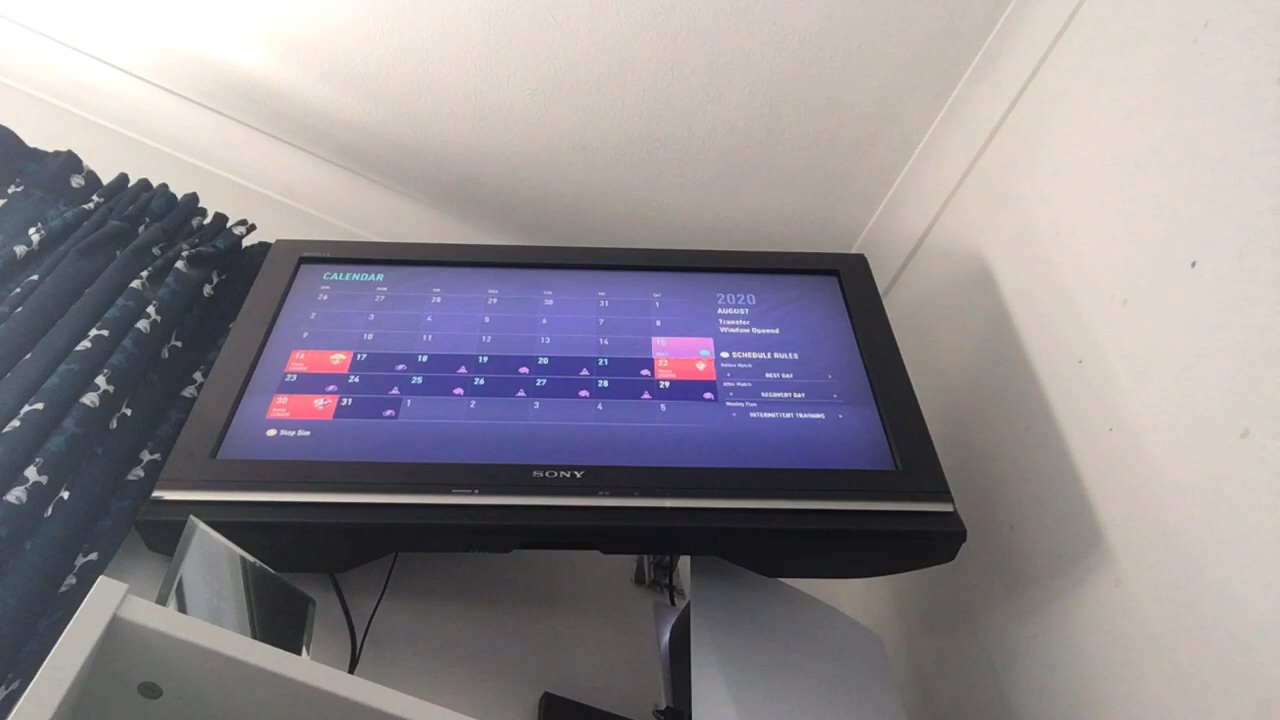 CALENDAR
26 27 28 29 30 31 1
2 3 4 5 6 7 8
9 10 11 12 13 14 15
16 17 18 19 20 21 22
23 24 25 26 27 28 29
30 31 1 2 3 4 5
Stop Sim
2020
AUGUST
Transfer
Window Opened
SCHEDULE RULES
Before Match
REST DAY
After Match
RECOVERY DAY
Weekly Plan
INTERMITTENT TRAINING
SONY